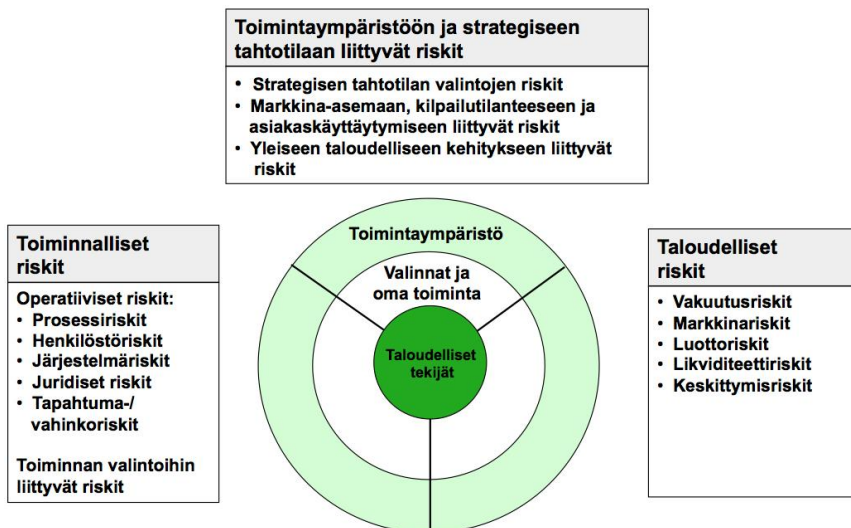 Toimintaympäristöön ja strategiseen
tahtotilaan liittyvät riskit
• Strategisen tahtotilan valintojen riskit
• Markkina-asemaan, kilpailutilanteeseen ja
asiakaskäyttäytymiseen liittyvät riskit
• Yleiseen taloudelliseen kehitykseen liittyvät
riskit
Toiminnalliset
riskit
Operatiiviset riskit:
• Prosessiriskit
• Henkilöstöriskit
• Järjestelmäriskit
• Juridiset riskit
• Tapahtuma-/
vahinkoriskit
Toiminnan valintoihin
liittyvät riskit
Toimintaympäristö
Valinnat ja
oma toiminta
Taloudelliset
tekijät
Taloudelliset
riskit
• Vakuutusriskit
• Markkinariskit
• Luottoriskit
• Likviditeettiriskit
• Keskittymisriskit